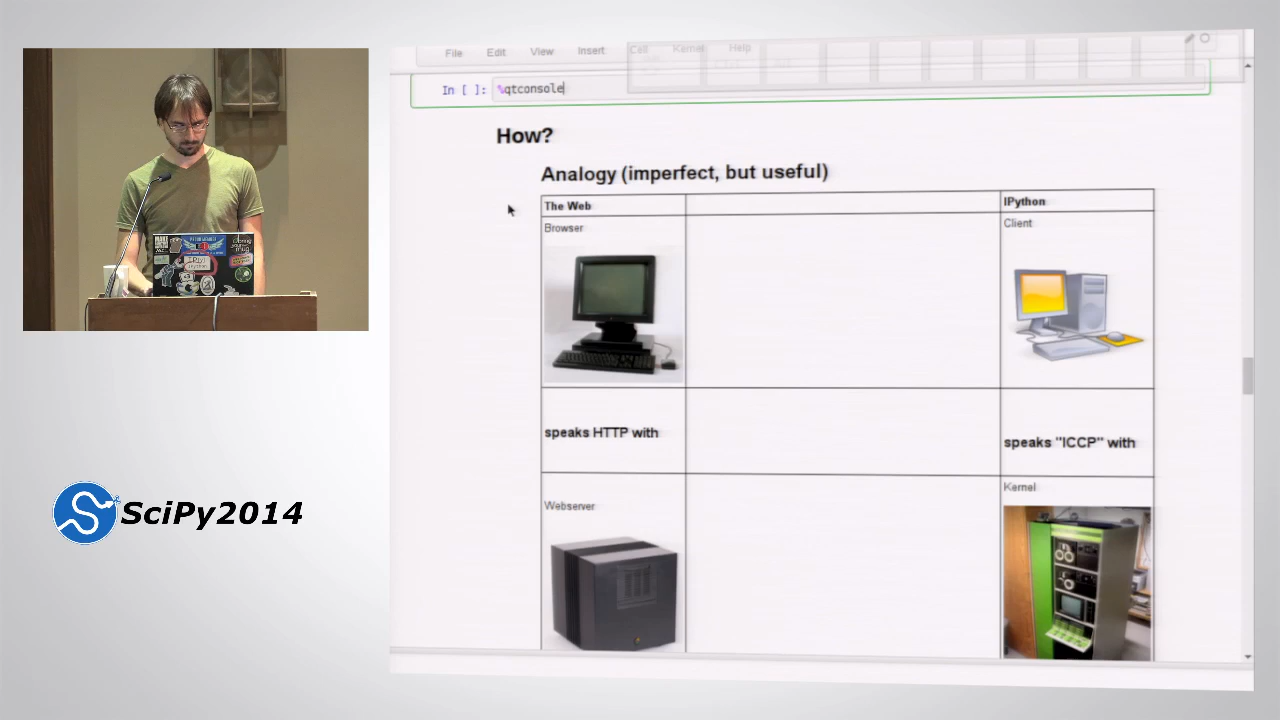 File Edit View Insert Cell Kernel Help
In [ ]: %qtconsole
How?
Analogy (imperfect, but useful)
The Web IPython
Browser Client
speaks HTTP with speaks "ICCP" with
Webserver Kernel
SciPy2014